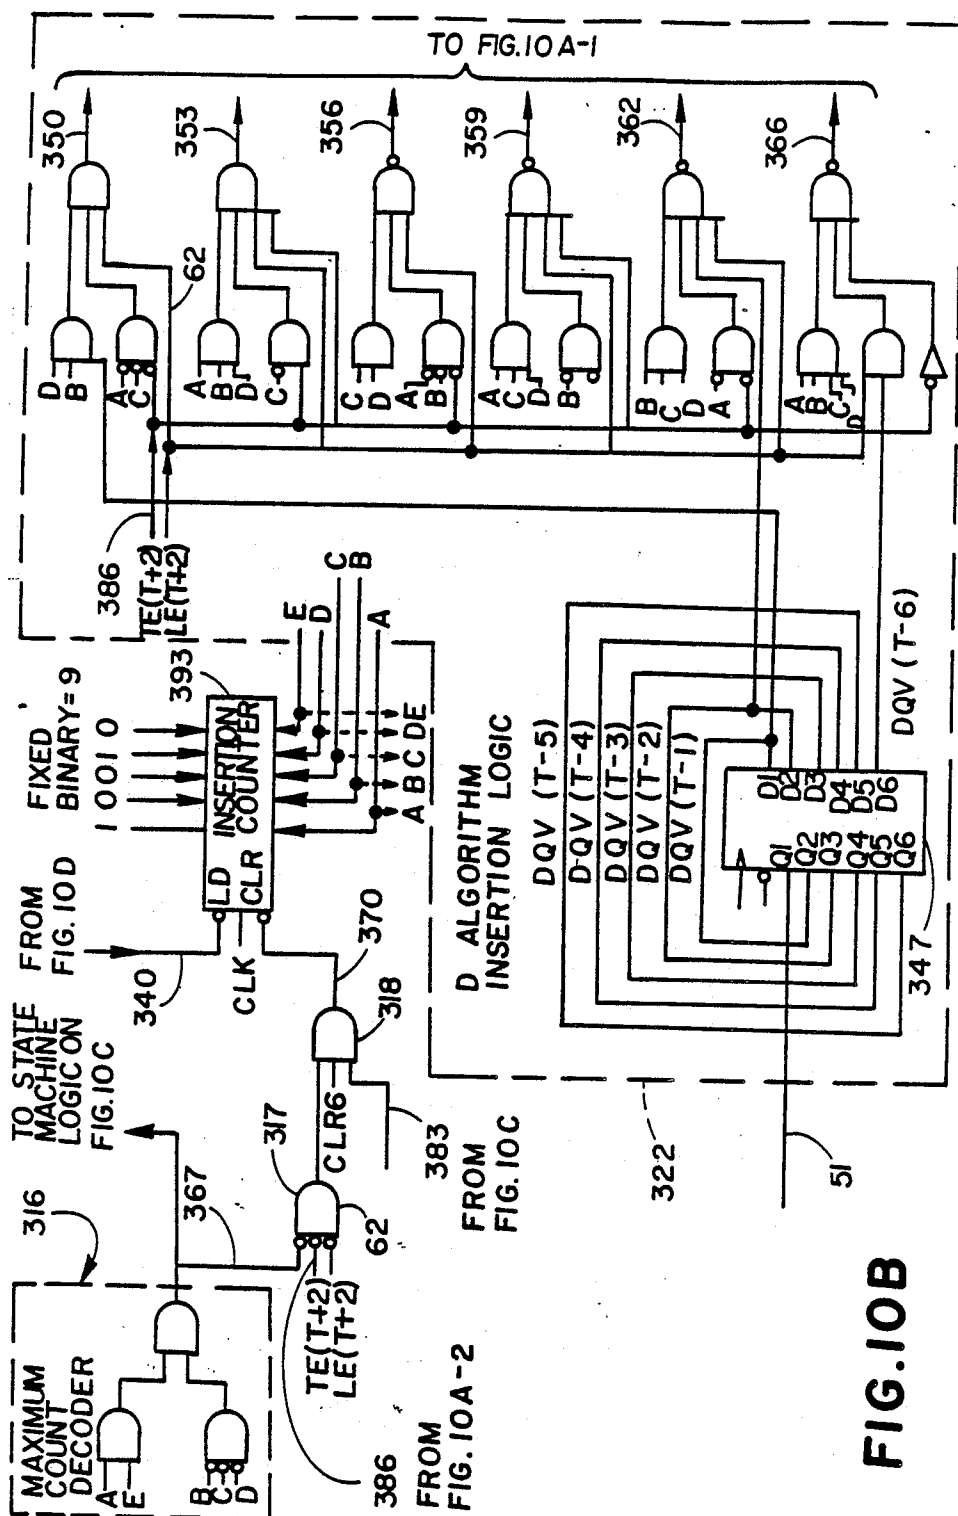 TO FIG.10A-1
350
353
356
359
362
366
62
D
B
A
C
A
B
D
C
C
D
A
B
A
C
D
B
B
C
D
A
A
B
C
D
386
TE(T+2)
LE(T+2)
E
D
C
B
A
393
FIXED
BINARY=9
1 0 0 1 0
INSERTION
COUNTER
LD
CLR
CLK
A B C D E
FROM
FIG.10D
340
370
318
TO STATE
MACHINE
LOGIC ON
FIG.10C
317
CLR6
383
FROM
FIG.10C
367
62
316
MAXIMUM
COUNT
DECODER
A
E
B
C
D
TE(T+2)
LE(T+2)
386
FROM
FIG.10A-2
D ALGORITHM
INSERTION LOGIC
DQV (T-5)
DQV (T-4)
DQV (T-3)
DQV (T-2)
DQV (T-1)
DQV (T-6)
Q1 D1
Q2 D2
Q3 D3
Q4 D4
Q5 D5
Q6 D6
347
322
51
FIG.10B